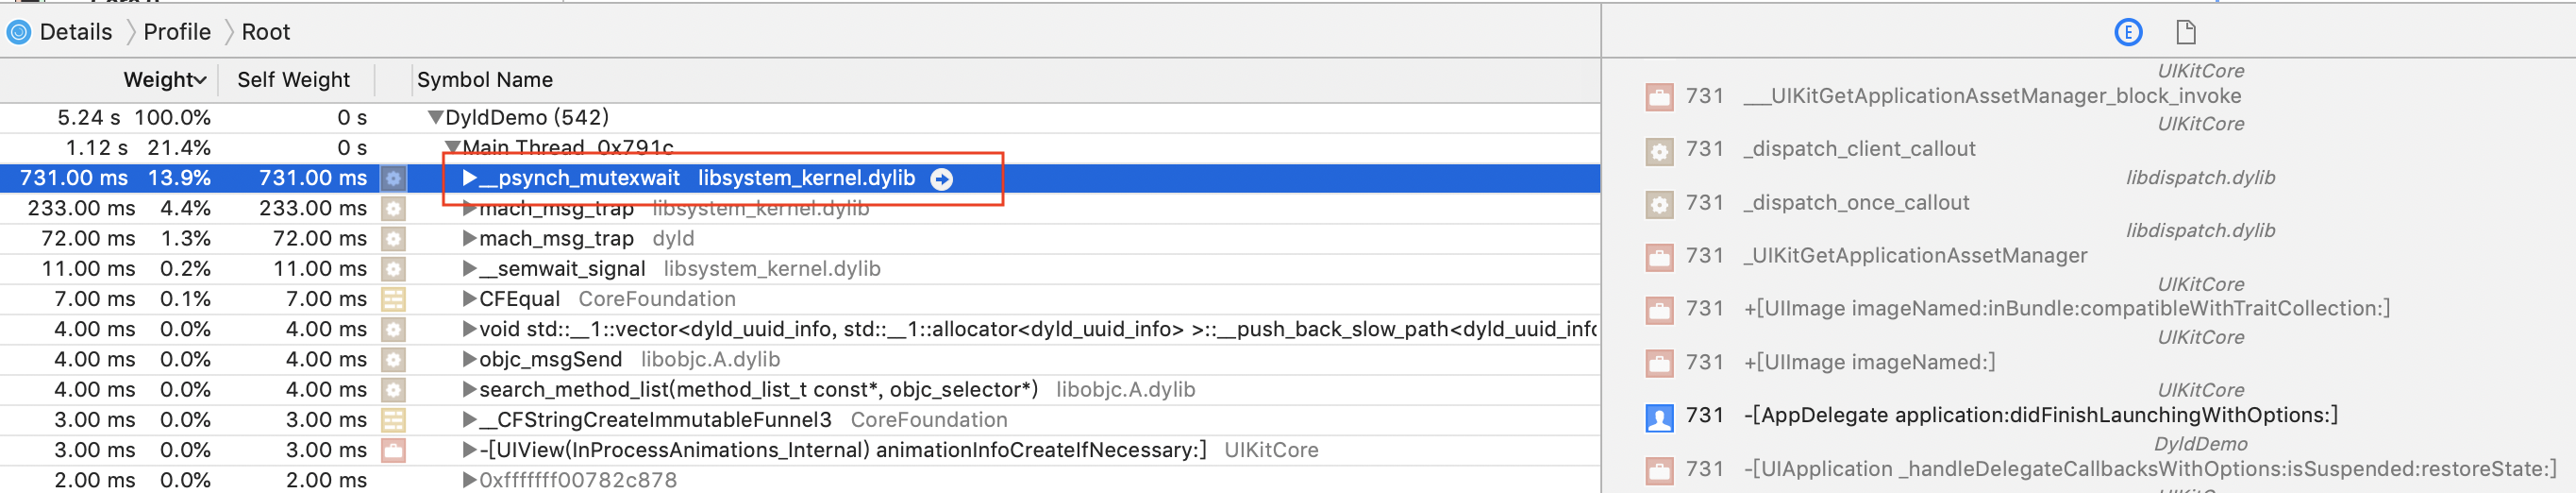 Details Profile Root
E
Weight Self Weight Symbol Name
5.24 s 100.0% 0 s DyldDemo (542)
1.12 s 21.4% 0 s Main Thread 0x791c
731.00 ms 13.9% 731.00 ms __psynch_mutexwait libsystem_kernel.dylib
233.00 ms 4.4% 233.00 ms mach_msg_trap libsystem_kernel.dylib
72.00 ms 1.3% 72.00 ms mach_msg_trap dyld
11.00 ms 0.2% 11.00 ms __semwait_signal libsystem_kernel.dylib
7.00 ms 0.1% 7.00 ms CFEqual CoreFoundation
4.00 ms 0.0% 4.00 ms void std::__1::vector<dyld_uuid_info, std::__1::allocator<dyld_uuid_info> >::__push_back_slow_path<dyld_uuid_info
4.00 ms 0.0% 4.00 ms objc_msgSend libobjc.A.dylib
4.00 ms 0.0% 4.00 ms search_method_list(method_list_t const*, objc_selector*) libobjc.A.dylib
3.00 ms 0.0% 3.00 ms __CFStringCreateImmutableFunnel3 CoreFoundation
3.00 ms 0.0% 3.00 ms -[UIView(InProcessAnimations_Internal) animationInfoCreateIfNecessary:] UIKitCore
2.00 ms 0.0% 2.00 ms 0xfffffff00782c878
UIKitCore
731 ___UIKitGetApplicationAssetManager_block_invoke
UIKitCore
731 _dispatch_client_callout
libdispatch.dylib
731 _dispatch_once_callout
libdispatch.dylib
731 _UIKitGetApplicationAssetManager
UIKitCore
731 +[UIImage imageNamed:inBundle:compatibleWithTraitCollection:]
UIKitCore
731 +[UIImage imageNamed:]
UIKitCore
731 -[AppDelegate application:didFinishLaunchingWithOptions:]
DyldDemo
731 -[UIApplication _handleDelegateCallbacksWithOptions:isSuspended:restoreState:]